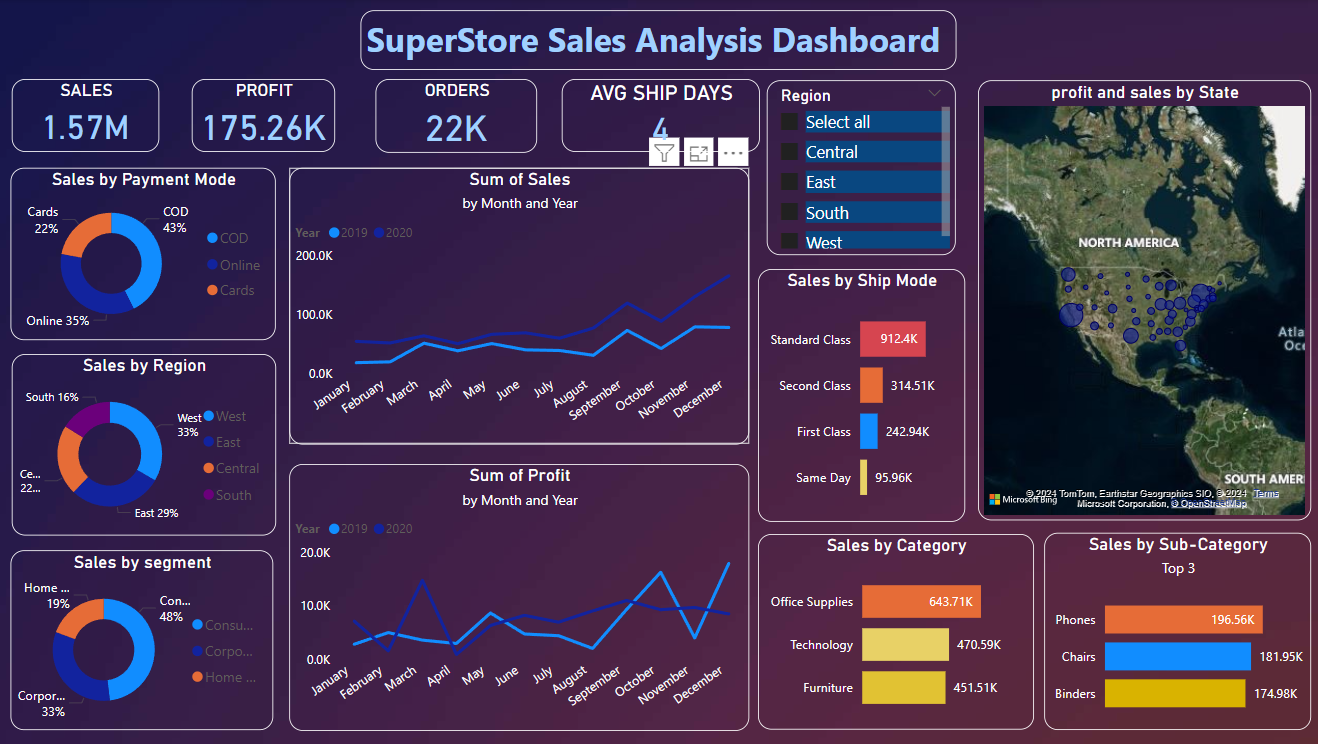 SuperStore Sales Analysis Dashboard
SALES
1.57M
PROFIT
175.26K
ORDERS
22K
AVG SHIP DAYS
4
Region
Select all
Central
East
South
West
profit and sales by State
NORTH AMERICA
Atla
Oce
SOUTH AMER
Microsoft Bing
© 2024 TomTom, Earthstar Geographics SIO, © 2024 Terms
Microsoft Corporation, © OpenStreetMap
Sales by Payment Mode
Cards
22%
COD
43%
Online 35%
COD
Online
Cards
Sum of Sales
by Month and Year
Year 2019 2020
200.0K
100.0K
0.0K
January
February
March
April
May
June
July
August
September
October
November
December
Sales by Ship Mode
Standard Class 912.4K
Second Class 314.51K
First Class 242.94K
Same Day 95.96K
Sales by Region
South 16%
West
33%
Ce...
22...
East 29%
West
East
Central
South
Sum of Profit
by Month and Year
Year 2019 2020
20.0K
10.0K
0.0K
January
February
March
April
May
June
July
August
September
October
November
December
Sales by segment
Home ...
19%
Con...
48%
Corpor...
33%
Consu...
Corpo...
Home ...
Sales by Category
Office Supplies 643.71K
Technology 470.59K
Furniture 451.51K
Sales by Sub-Category
Top 3
Phones 196.56K
Chairs 181.95K
Binders 174.98K